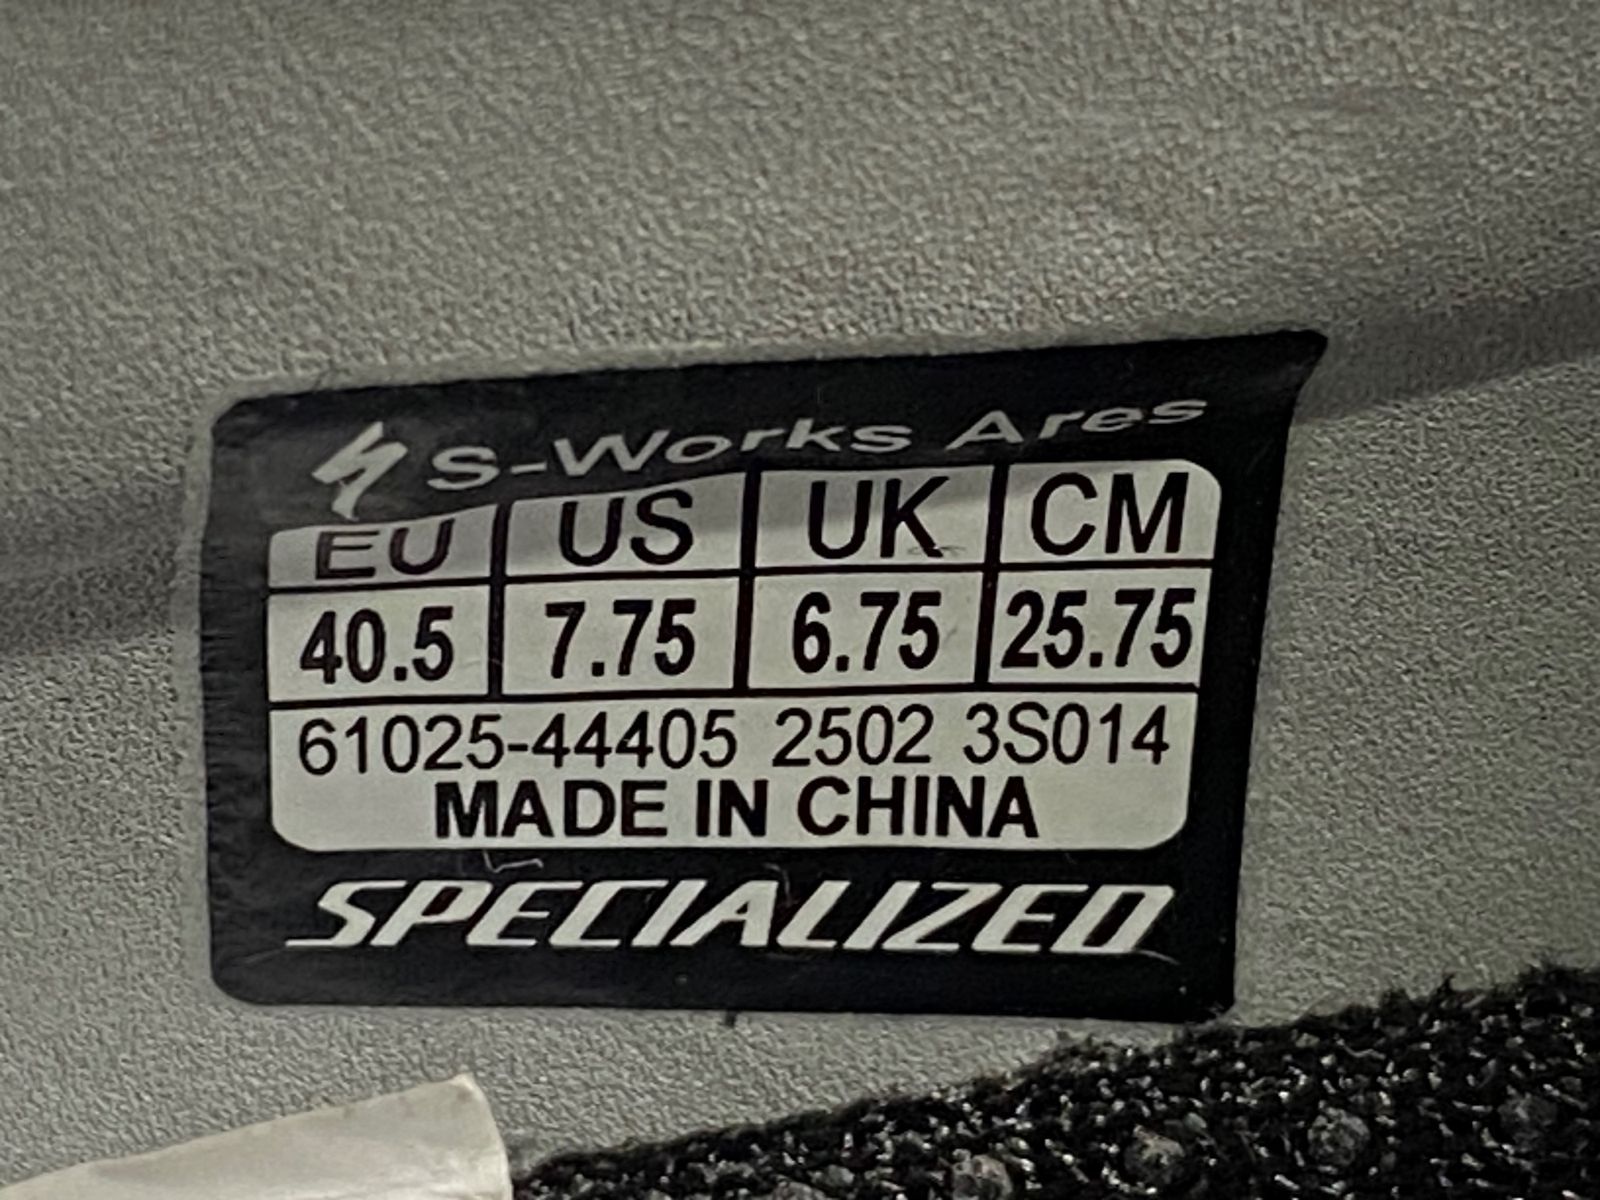 S-Works Ares
EU US UK CM
40.5 7.75 6.75 25.75
61025-44405 2502 3S014
MADE IN CHINA
SPECIALIZED